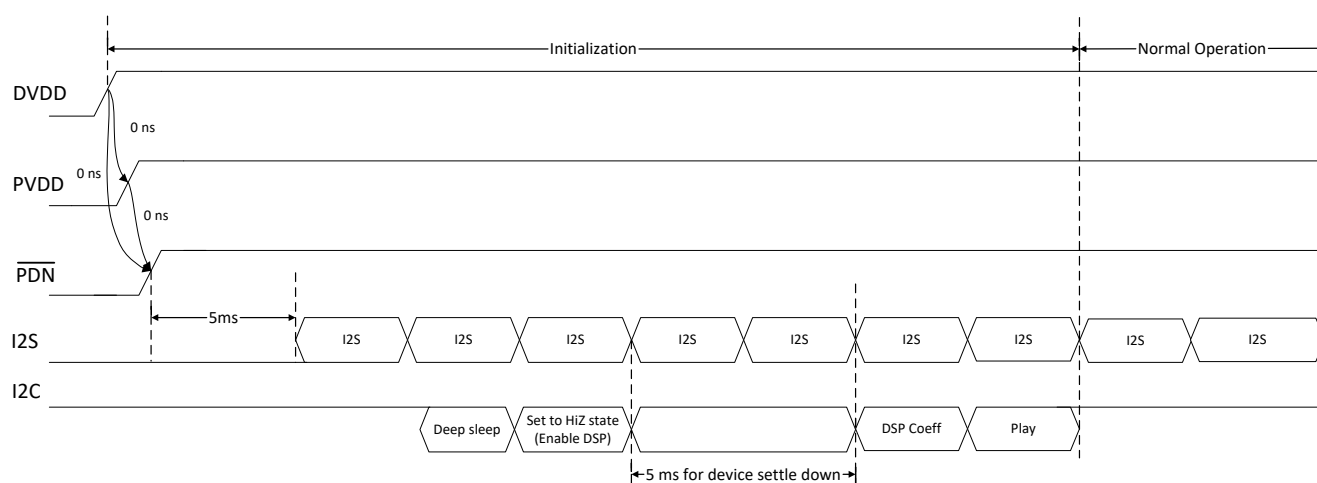 Initialization
Normal Operation
DVDD
0 ns
PVDD
0 ns
0 ns
PDN
5ms
I2S
I2S
I2S
I2S
I2S
I2S
I2S
I2S
I2S
I2S
I2C
Deep sleep
Set to HiZ state
(Enable DSP)
DSP Coeff
Play
5 ms for device settle down